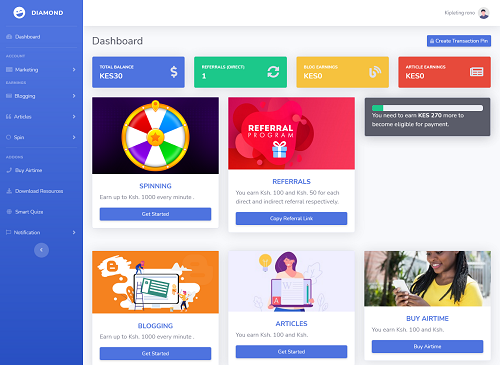 DIAMOND
Kipleting reno
Dashboard
Dashboard
Create Transaction Pin
ACCOUNT
Marketing
EARNINGS
Blogging
Articles
Spin
ADDONS
Buy Airtime
Download Resources
Smart Quize
Notification
TOTAL BALANCE
KES30
REFERRALS (DIRECT)
1
BLOG EARNINGS
KES0
ARTICLE EARNINGS
KES0
SPINNING
Earn up to Ksh. 1000 every minute.
Get Started
REFERRAL
PROGRAM
REFERRALS
You earn Ksh. 100 and Ksh. 50 for each
direct and indirect referral respectively.
Copy Referral Link
You need to earn KES 270 more to
become eligible for payment.
BLOGGING
Earn up to Ksh. 1000 every minute.
Get Started
ARTICLES
You earn Ksh. 100 and Ksh.
Get Started
BUY AIRTIME
You earn Ksh. 100 and Ksh.
Buy Airtime